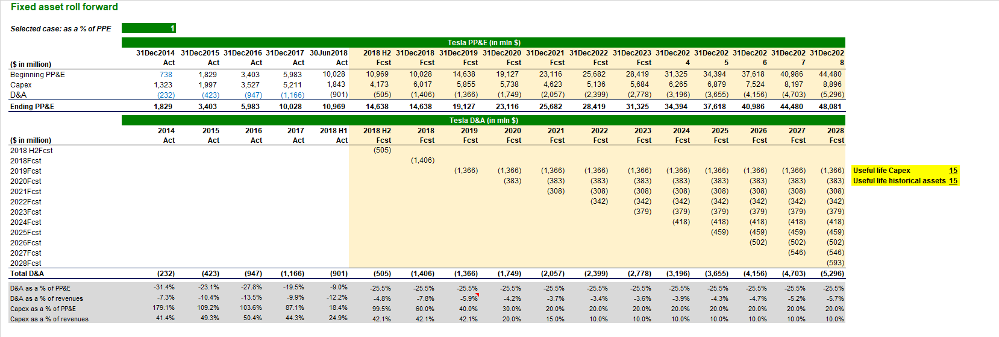 Fixed asset roll forward
Selected case: as a % of PPE 1
Tesla PP&E (in mln $)
31Dec2014 31Dec2015 31Dec2016 31Dec2017 30Jun2018 2018 H2 31Dec2018 31Dec2019 31Dec2020 31Dec2021 31Dec2022 31Dec2023 31Dec202 31Dec202 31Dec202 31Dec202 31Dec202
($ in million) Act Act Act Act Act Fcst Fcst Fcst Fcst Fcst Fcst Fcst 4 5 6 7 8
Beginning PP&E 738 1,829 3,403 5,983 10,028 10,969 10,028 14,638 19,127 23,116 25,682 28,419 31,325 34,394 37,618 40,986 44,480
Capex 1,323 1,997 3,527 5,211 1,843 4,173 6,017 5,855 5,738 4,623 5,136 5,684 6,265 6,879 7,524 8,197 8,896
D&A (232) (423) (947) (1,166) (901) (505) (1,406) (1,366) (1,749) (2,057) (2,399) (2,778) (3,196) (3,655) (4,156) (4,703) (5,296)
Ending PP&E 1,829 3,403 5,983 10,028 10,969 14,638 14,638 19,127 23,116 25,682 28,419 31,325 34,394 37,618 40,986 44,480 48,081
Tesla D&A (in mln $)
2014 2015 2016 2017 2018 H1 2018 H2 2018 2019 2020 2021 2022 2023 2024 2025 2026 2027 2028
($ in million) Act Act Act Act Act Fcst Fcst Fcst Fcst Fcst Fcst Fcst Fcst Fcst Fcst Fcst Fcst
2018 H2Fcst (505)
2018Fcst (1,406)
2019Fcst (1,366) (1,366) (1,366) (1,366) (1,366) (1,366) (1,366) (1,366) (1,366) (1,366) Useful life Capex 15
2020Fcst (383) (383) (383) (383) (383) (383) (383) (383) (383) Useful life historical assets 15
2021Fcst (308) (308) (308) (308) (308) (308) (308) (308)
2022Fcst (342) (342) (342) (342) (342) (342) (342)
2023Fcst (379) (379) (379) (379) (379) (379)
2024Fcst (418) (418) (418) (418) (418)
2025Fcst (459) (459) (459) (459)
2026Fcst (502) (502) (502)
2027Fcst (546) (546)
2028Fcst (593)
Total D&A (232) (423) (947) (1,166) (901) (505) (1,406) (1,366) (1,749) (2,057) (2,399) (2,778) (3,196) (3,655) (4,156) (4,703) (5,296)
D&A as a % of PP&E -31.4% -23.1% -27.8% -19.5% -9.0% -25.5% -25.5% -25.5% -25.5% -25.5% -25.5% -25.5% -25.5% -25.5% -25.5% -25.5% -25.5%
D&A as a % of revenues -7.3% -10.4% -13.5% -9.9% -12.2% -4.8% -7.8% -5.9% -4.2% -3.7% -3.4% -3.6% -3.9% -4.3% -4.7% -5.2% -5.7%
Capex as a % of PP&E 179.1% 109.2% 103.6% 87.1% 18.4% 99.5% 60.0% 40.0% 30.0% 20.0% 20.0% 20.0% 20.0% 20.0% 20.0% 20.0% 20.0%
Capex as a % of revenues 41.4% 49.3% 50.4% 44.3% 24.9% 42.1% 42.1% 42.1% 20.0% 15.0% 10.0% 10.0% 10.0% 10.0% 10.0% 10.0% 10.0%